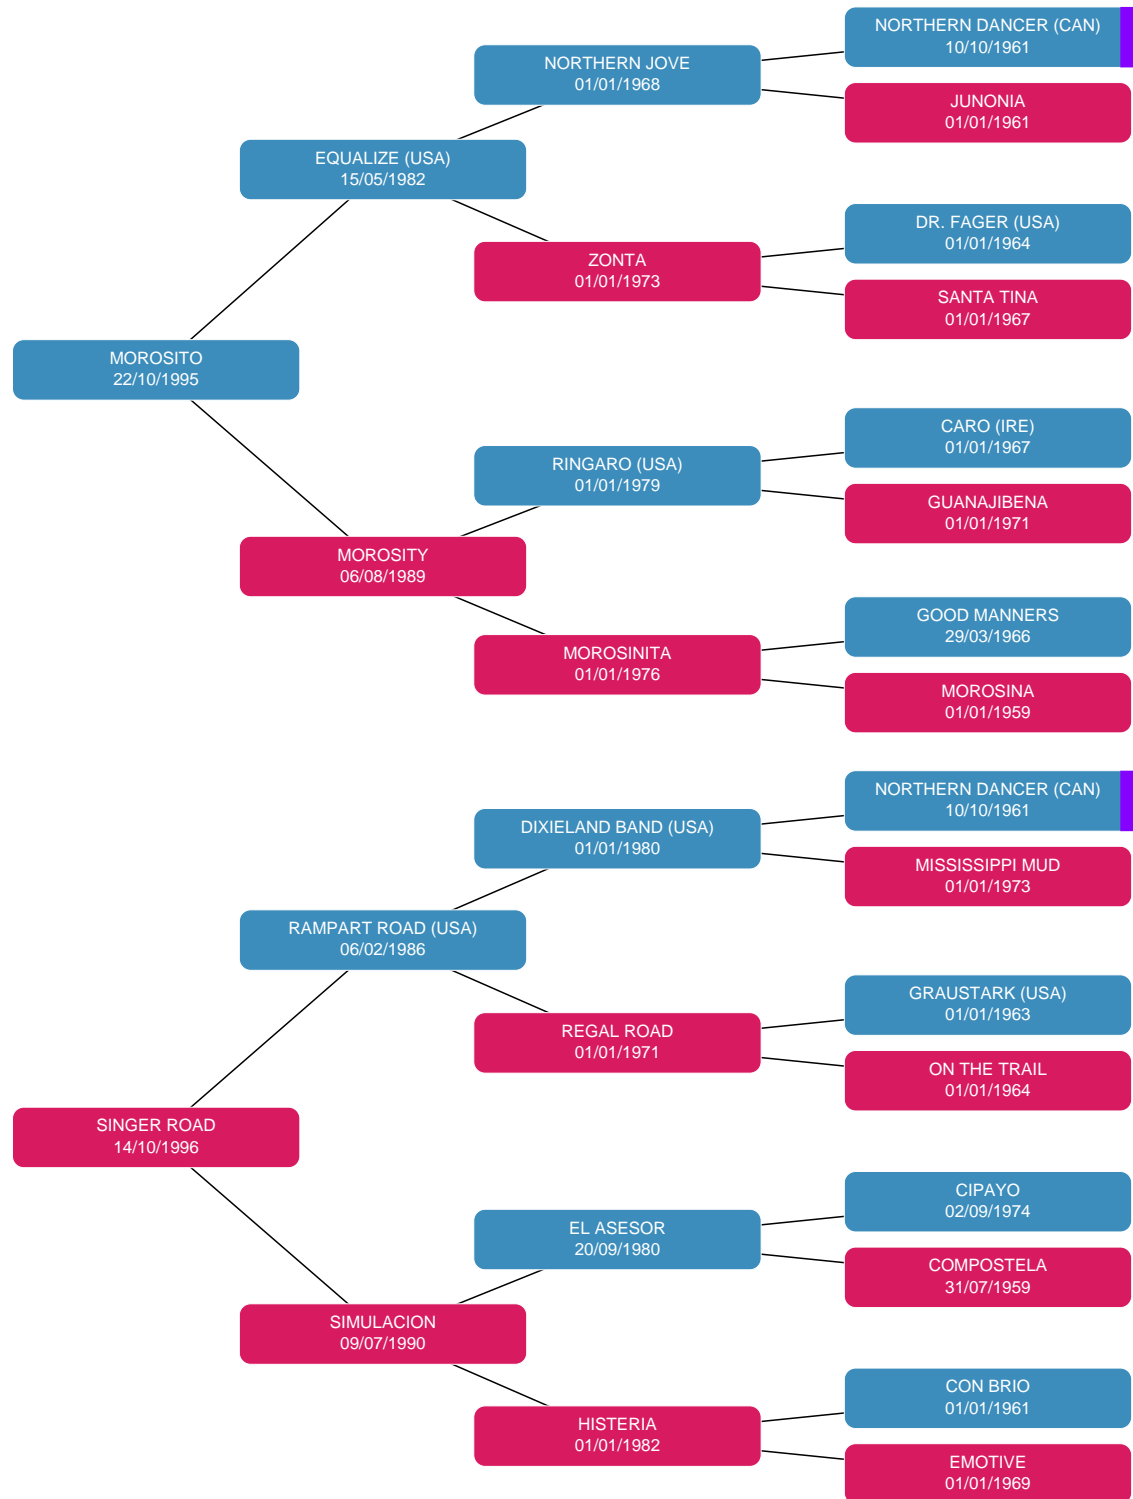 NORTHERN DANCER (CAN)
10/10/1961
NORTHERN JOVE
01/01/1968
JUNONIA
01/01/1961
EQUALIZE (USA)
15/05/1982
DR. FAGER (USA)
01/01/1964
ZONTA
01/01/1973
SANTA TINA
01/01/1967
MOROSITO
22/10/1995
CARO (IRE)
01/01/1967
RINGARO (USA)
01/01/1979
GUANAJIBENA
01/01/1971
MOROSITY
06/08/1989
GOOD MANNERS
29/03/1966
MOROSINITA
01/01/1976
MOROSINA
01/01/1959
NORTHERN DANCER (CAN)
10/10/1961
DIXIELAND BAND (USA)
01/01/1980
MISSISSIPPI MUD
01/01/1973
RAMPART ROAD (USA)
06/02/1986
GRAUSTARK (USA)
01/01/1963
REGAL ROAD
01/01/1971
ON THE TRAIL
01/01/1964
SINGER ROAD
14/10/1996
CIPAYO
02/09/1974
EL ASESOR
20/09/1980
COMPOSTELA
31/07/1959
SIMULACION
09/07/1990
CON BRIO
01/01/1961
HISTERIA
01/01/1982
EMOTIVE
01/01/1969